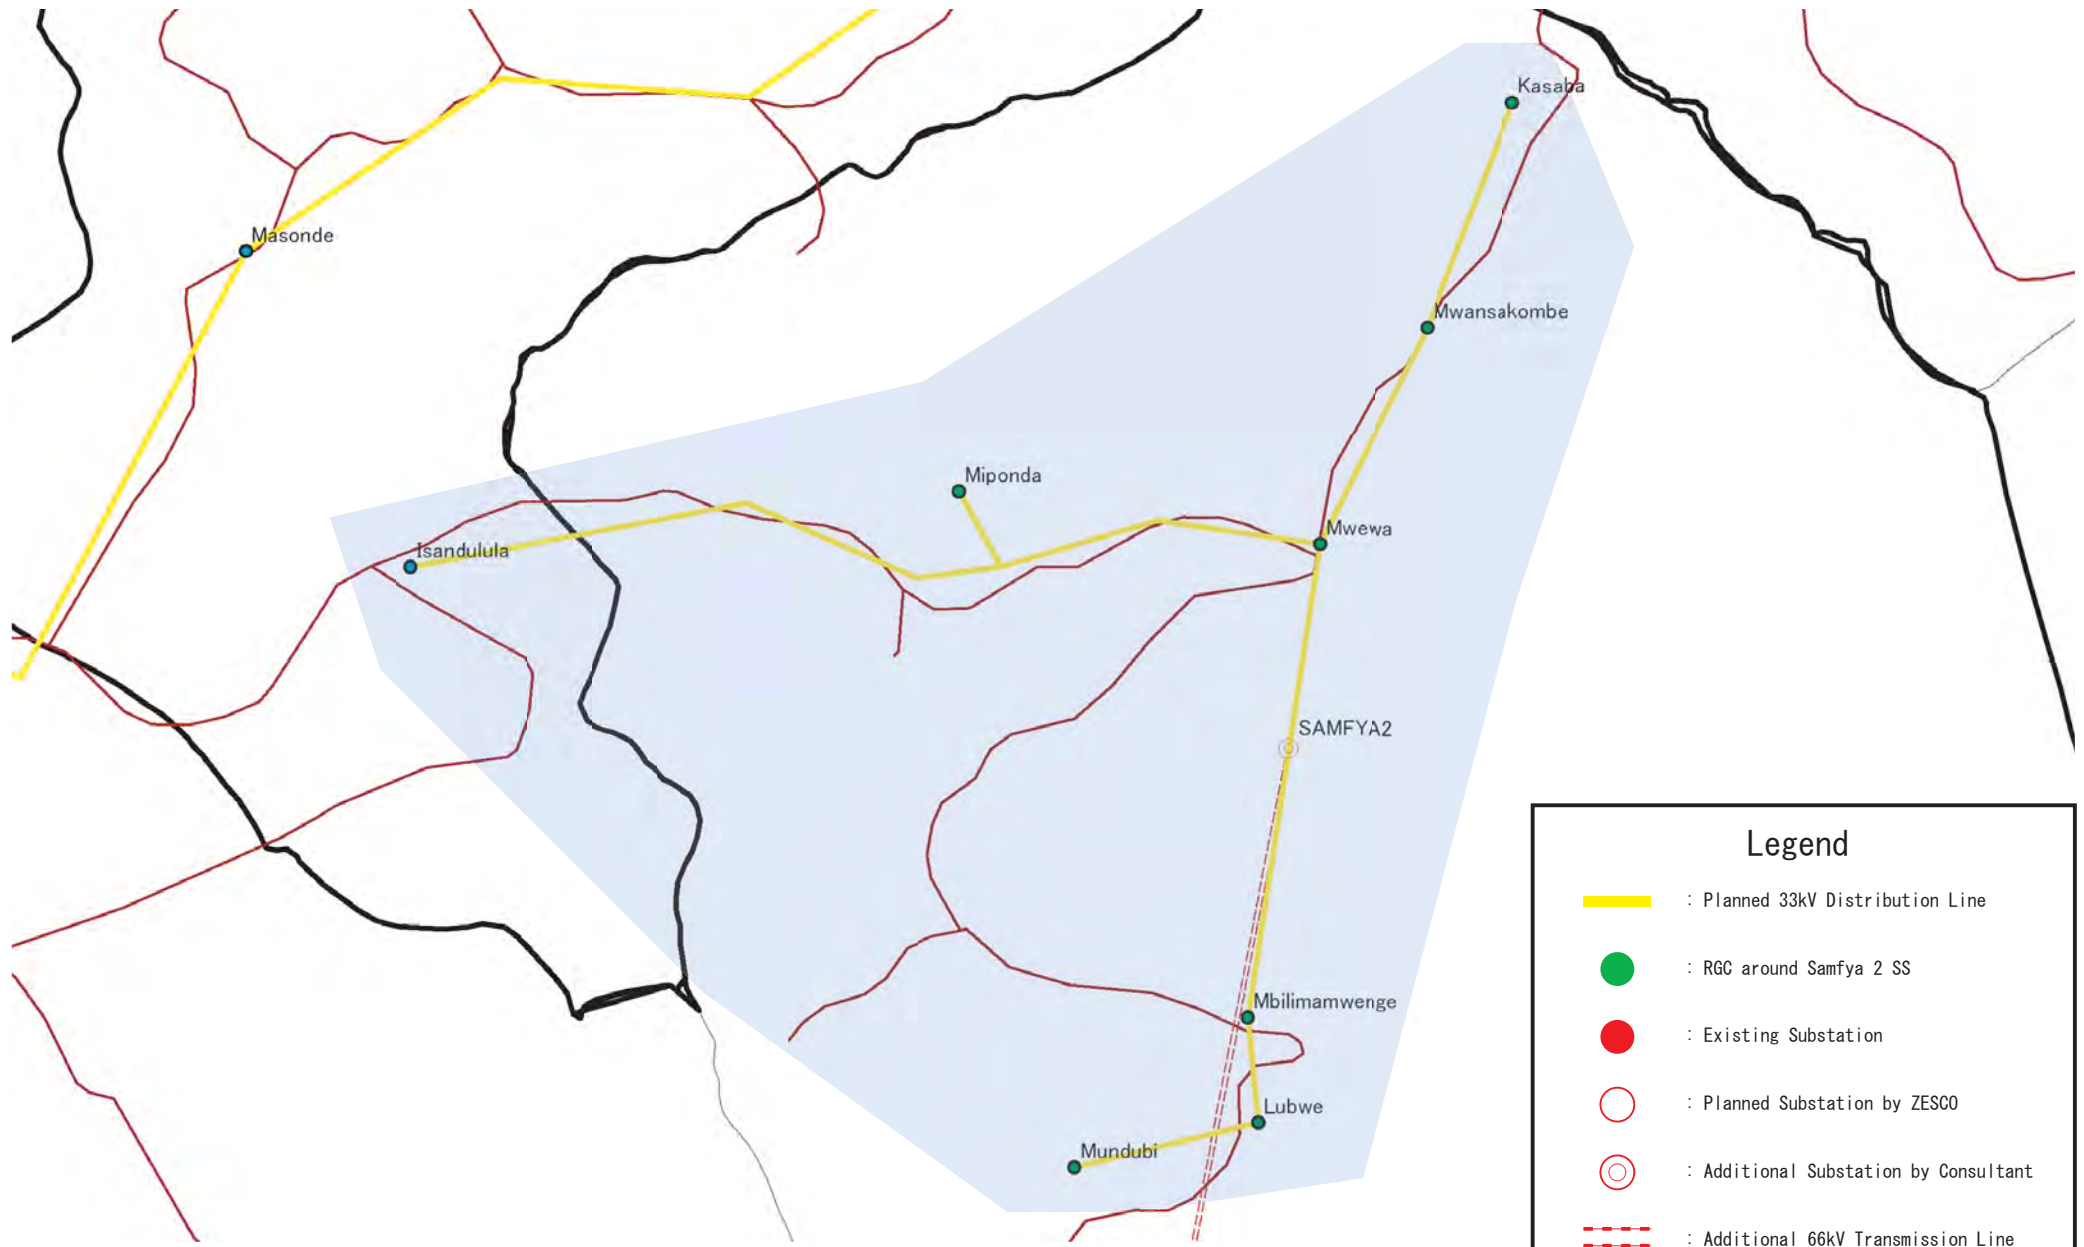 Kasaba
Masonde
Mwansakombe
Miponda
Mwewa
Isandulula
SAMFYA2
Mbilimamwenge
Lubwe
Mundubi
Legend
: Planned 33kV Distribution Line
: RGC around Samfya 2 SS
: Existing Substation
: Planned Substation by ZESCO
: Additional Substation by Consultant
: Additional 66kV Transmission Line